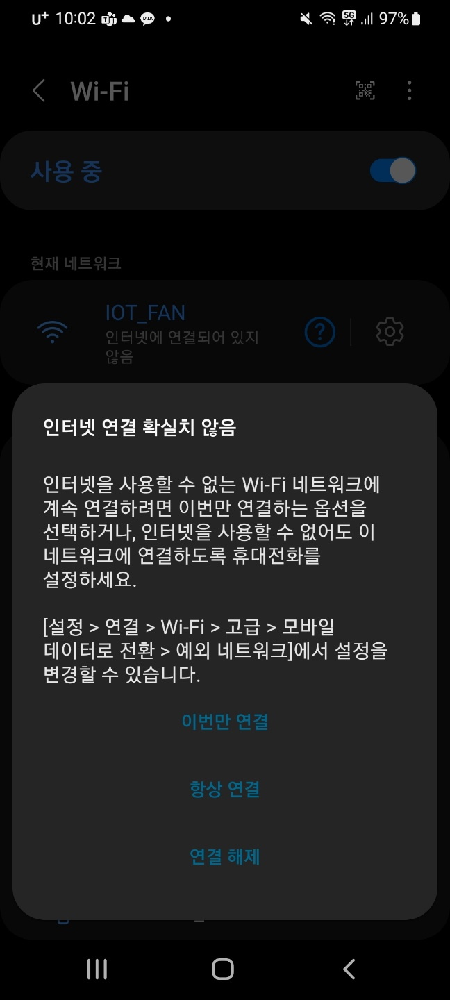 U+ 10:02 TALK 5G 97%
Wi-Fi
사용 중
현재 네트워크
IOT_FAN
인터넷에 연결되어 있지
않음
인터넷 연결 확실치 않음
인터넷을 사용할 수 없는 Wi-Fi 네트워크에
계속 연결하려면 이번만 연결하는 옵션을
선택하거나, 인터넷을 사용할 수 없어도 이
네트워크에 연결하도록 휴대전화를
설정하세요.
[설정 > 연결 > Wi-Fi > 고급 > 모바일
데이터로 전환 > 예외 네트워크]에서 설정을
변경할 수 있습니다.
이번만 연결
항상 연결
연결 해제